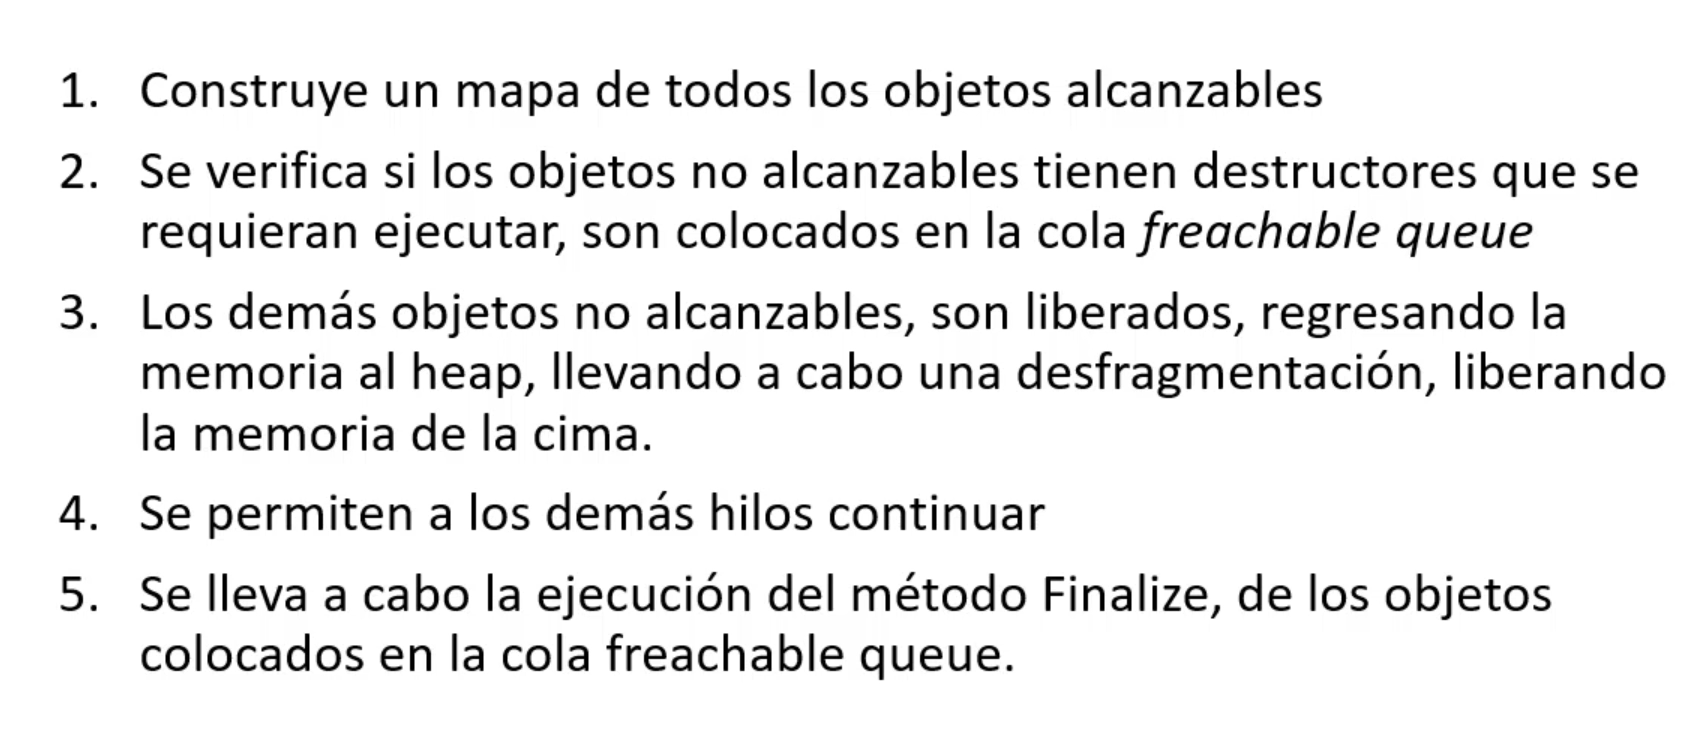 1. Construye un mapa de todos los objetos alcanzables
2. Se verifica si los objetos no alcanzables tienen destructores que se
requieran ejecutar, son colocados en la cola freachable queue
3. Los demás objetos no alcanzables, son liberados, regresando la
memoria al heap, llevando a cabo una desfragmentación, liberando
la memoria de la cima.
4. Se permiten a los demás hilos continuar
5. Se lleva a cabo la ejecución del método Finalize, de los objetos
colocados en la cola freachable queue.